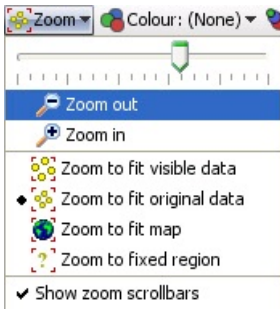 Zoom Colour: (None)
Zoom out
Zoom in
Zoom to fit visible data
Zoom to fit original data
Zoom to fit map
? Zoom to fixed region
Show zoom scrollbars